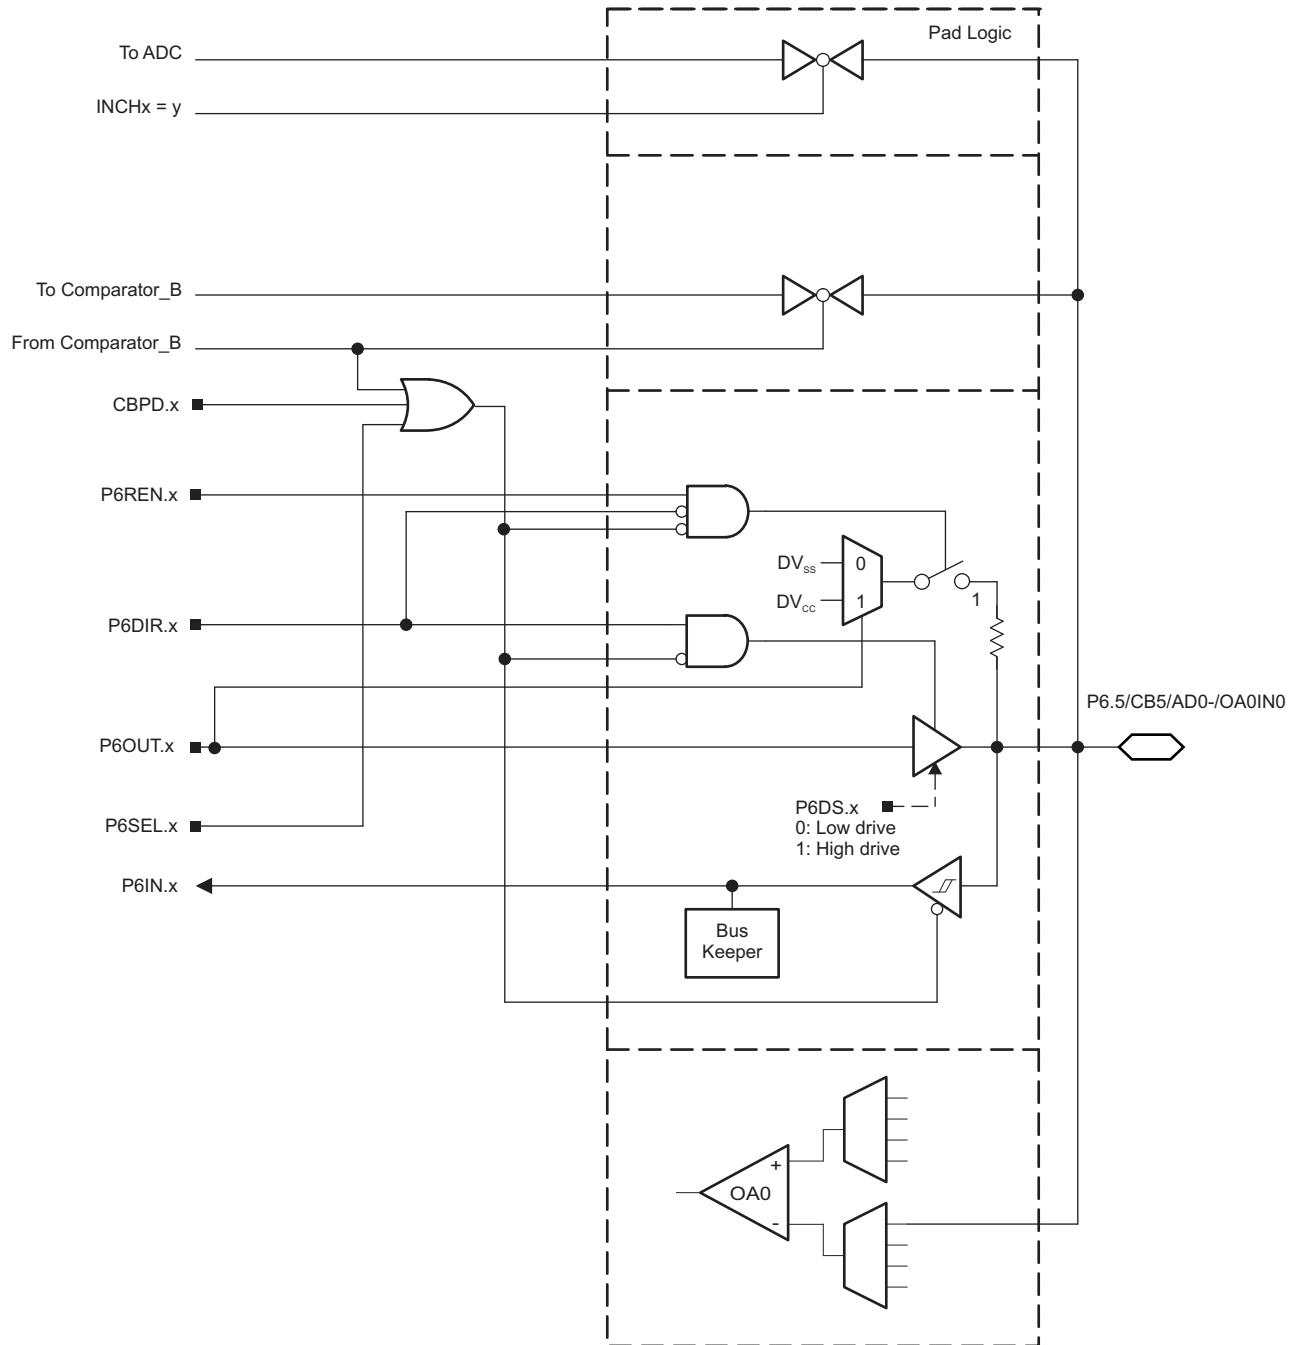 Pad Logic
To ADC
INCHx = y
To Comparator_B
From Comparator_B
CBPD.x
P6REN.x
DVSS
0
DVCC
1
1
P6DIR.x
P6OUT.x
P6.5/CB5/AD0-/OA0IN0
P6DS.x
0: Low drive
1: High drive
P6SEL.x
P6IN.x
Bus
Keeper
+
OA0
-